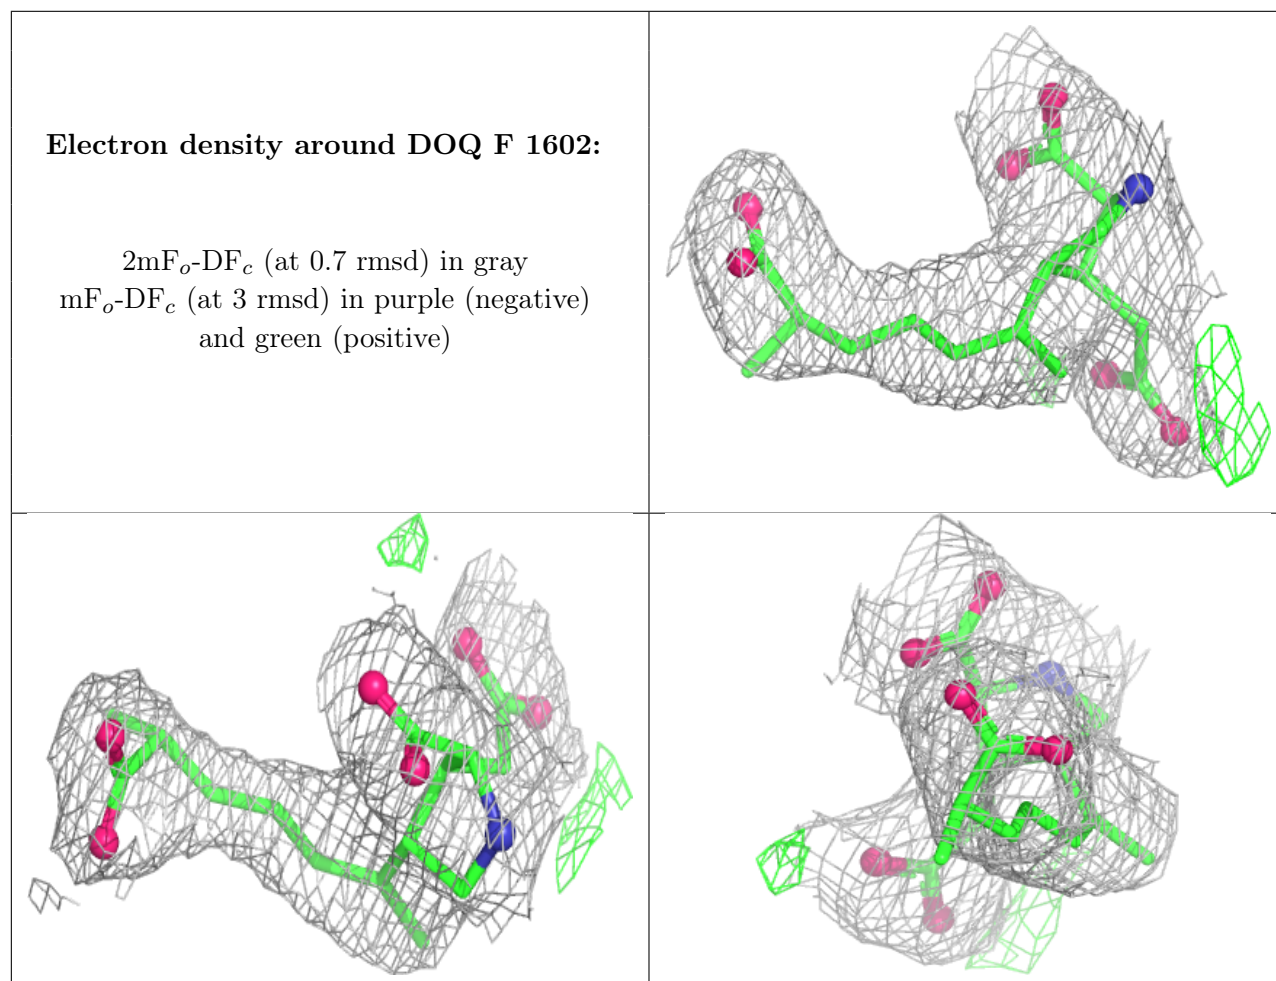 Electron density around DOQ F 1602:
2mFₒ-DF𝒸 (at 0.7 rmsd) in gray
mFₒ-DF𝒸 (at 3 rmsd) in purple (negative)
and green (positive)